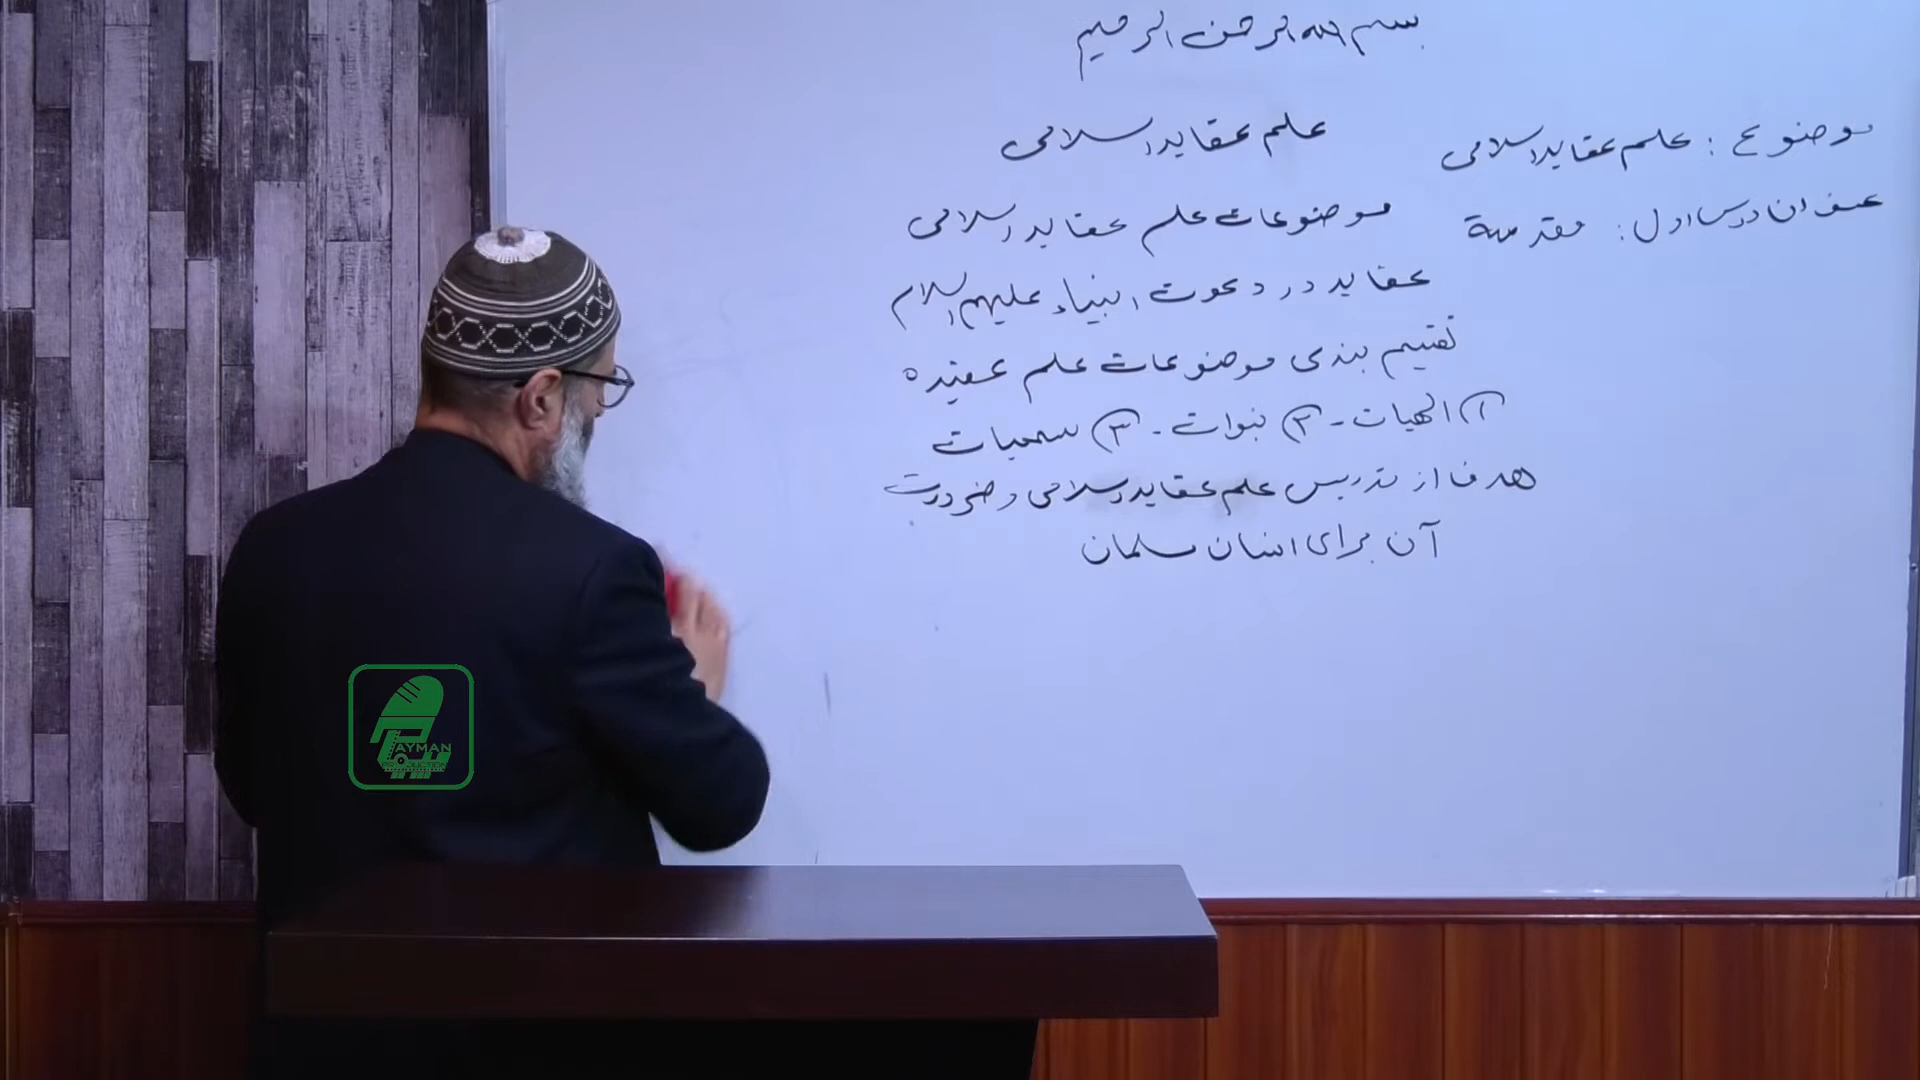 بسم الله الرحمن الرحیم
موضوع : علم عقاید اسلامی
عنوان درس اول : مقدمة
علم عقاید اسلامی
موضوعات علم عقاید اسلامی
عقاید در دعوت انبیاء علیهم السلام
تقسیم بندی موضوعات علم عقیده
۱) الهیات - ۲) نبوات - ۳) سمعیات
هدف از تدریس علم عقاید اسلامی و ضرورت
آن برای انسان مسلمان
AYMAN